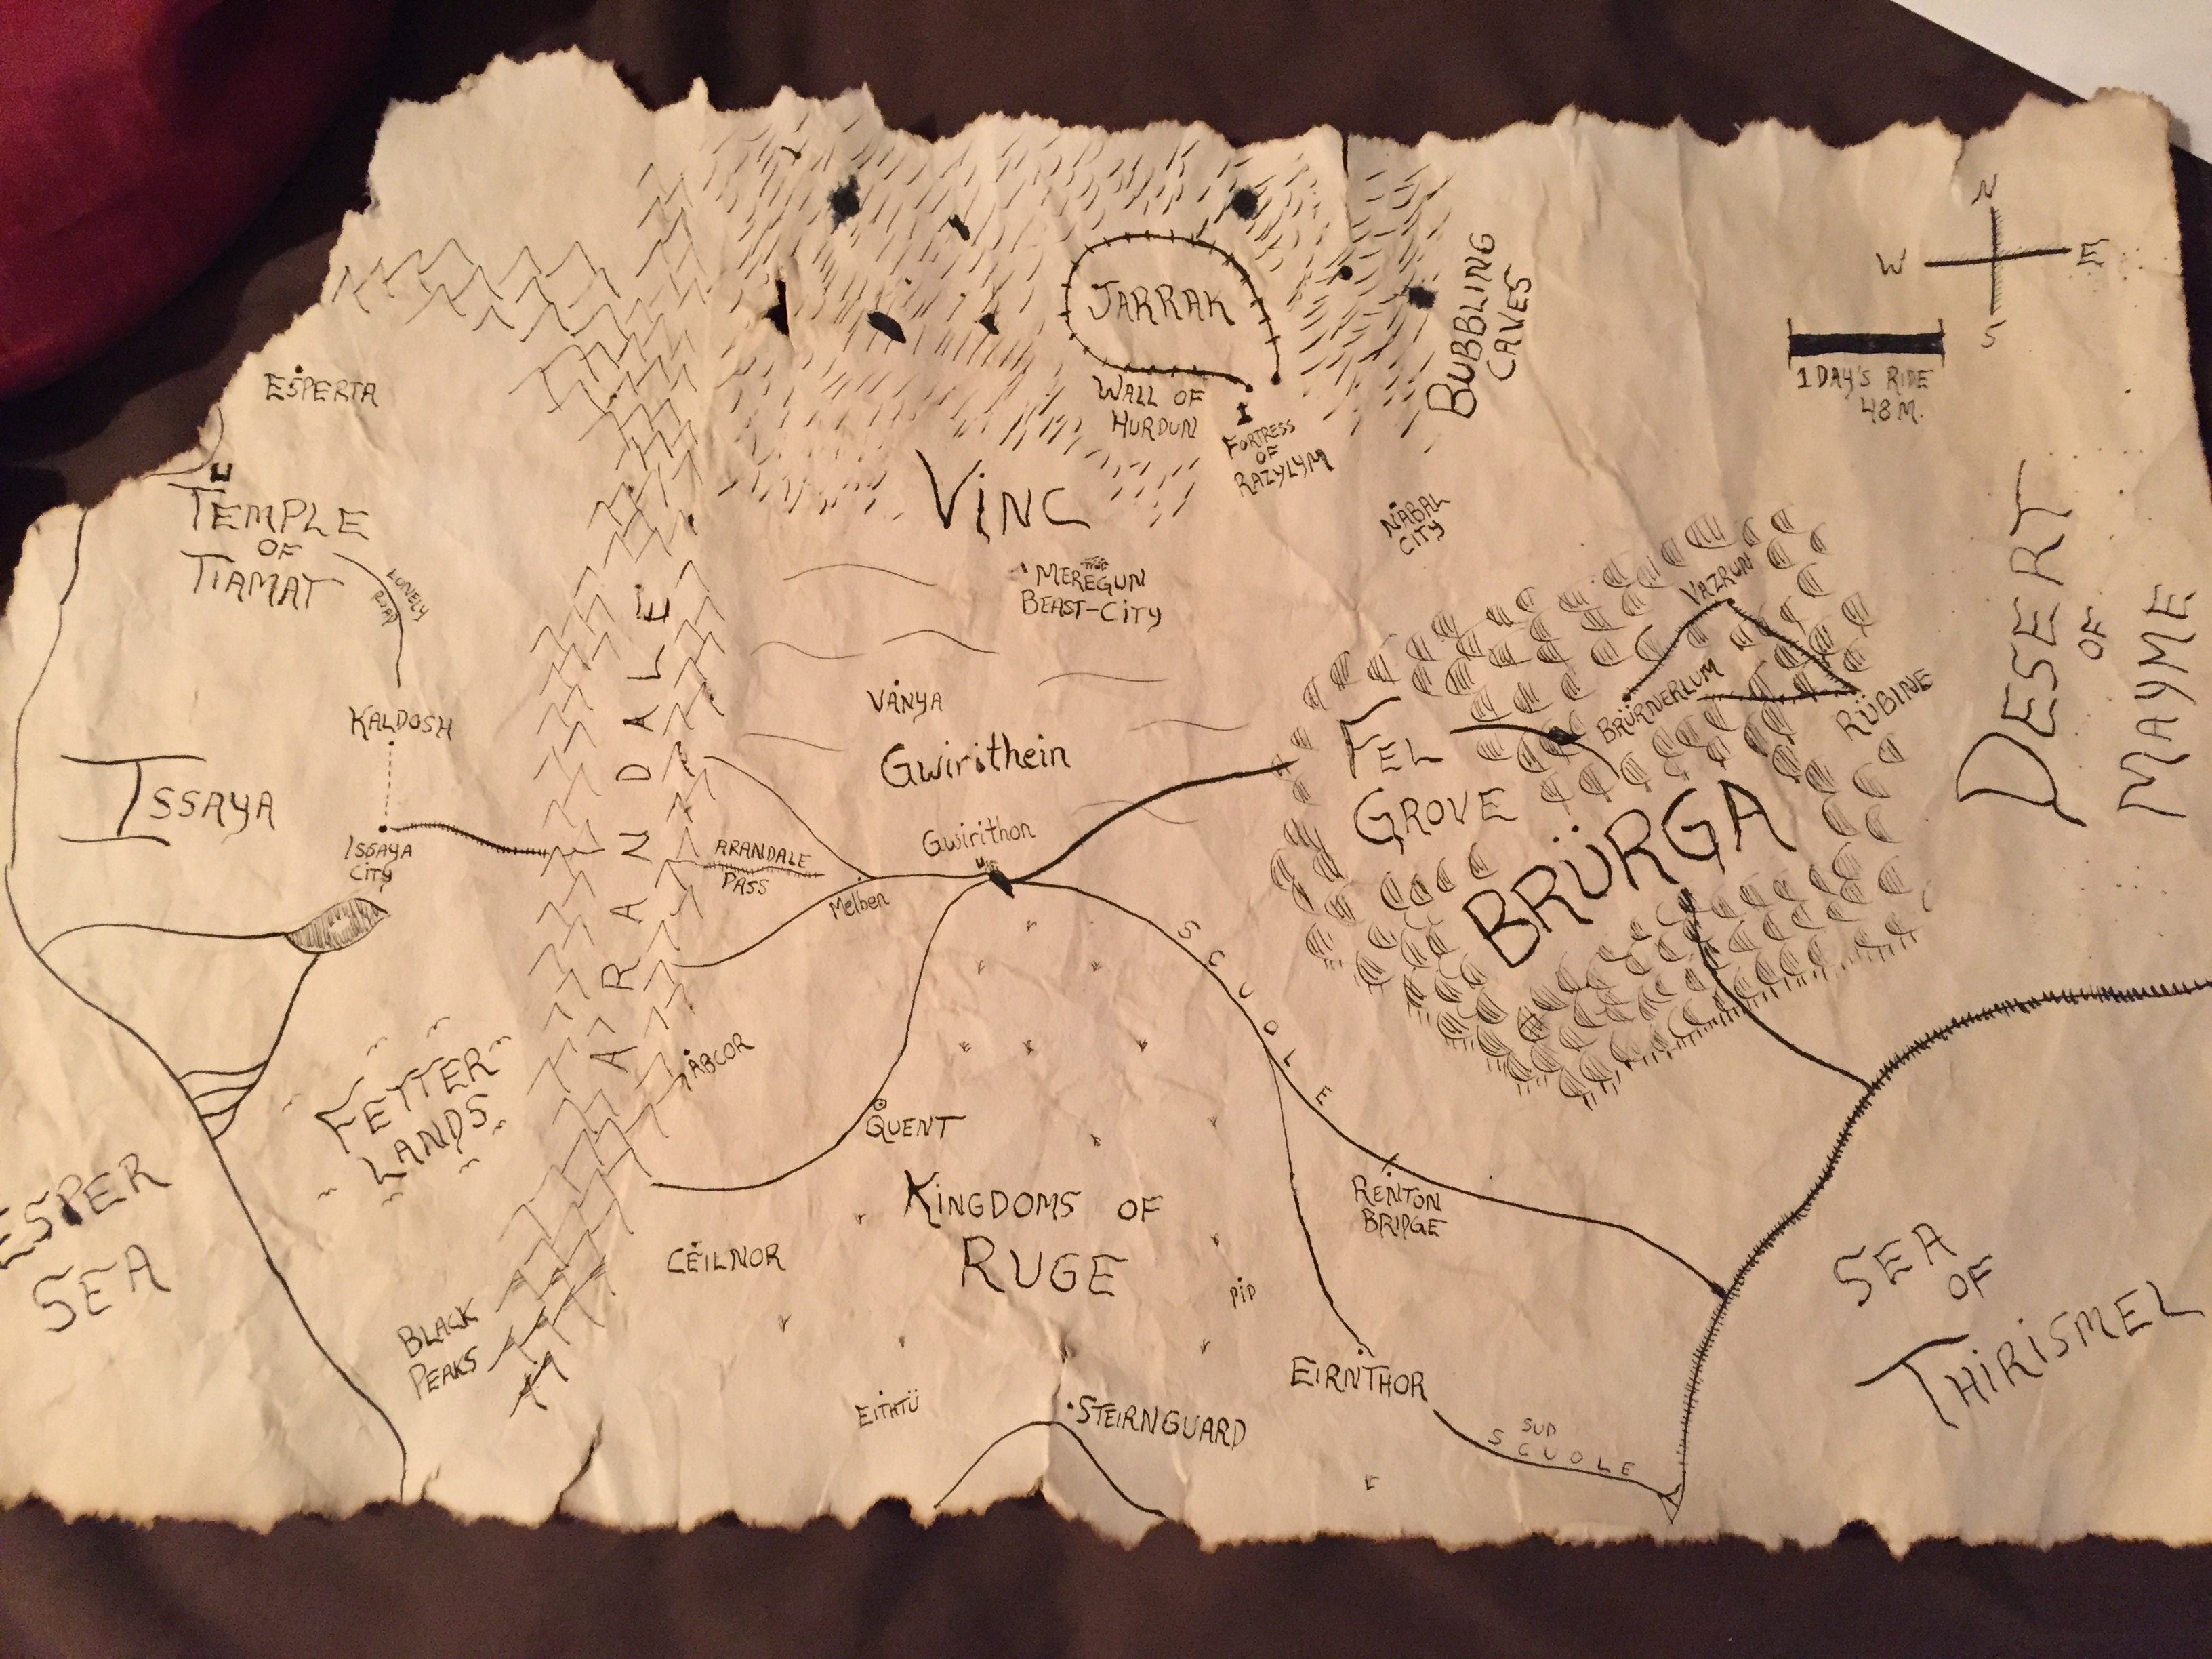 N
W E
S
1 DAY'S RIDE
48 M.
JARRAK
WALL OF
HURDUN
FORTRESS
OF
RAZYLYM
BUBBLING
CAVES
ESPERTA
TEMPLE
OF
TIAMAT
LONELY
ROAD
VINC
NABAL
CITY
MEREGUN
BEAST-CITY
VAZRUN
BRÜRNERLUM
RÜBINE
DESERT
OF
MAYME
KALDOSH
ISSAYA
ISSAYA
CITY
ARANDALE
VANYA
Gwirithein
Gwirithon
ARANDALE
PASS
Melben
FEL
GROVE
BRÜRGA
SCUOLE
FETTER
LANDS
ABCOR
QUENT
KINGDOMS OF
RUGE
RENTON
BRIDGE
ESPER
SEA
CEILNOR
PIP
BLACK
PEAKS
EIRNTHOR
EITHTÜ
STEIRNGUARD
SUD
SCUOLE
SEA
OF
THIRISMEL